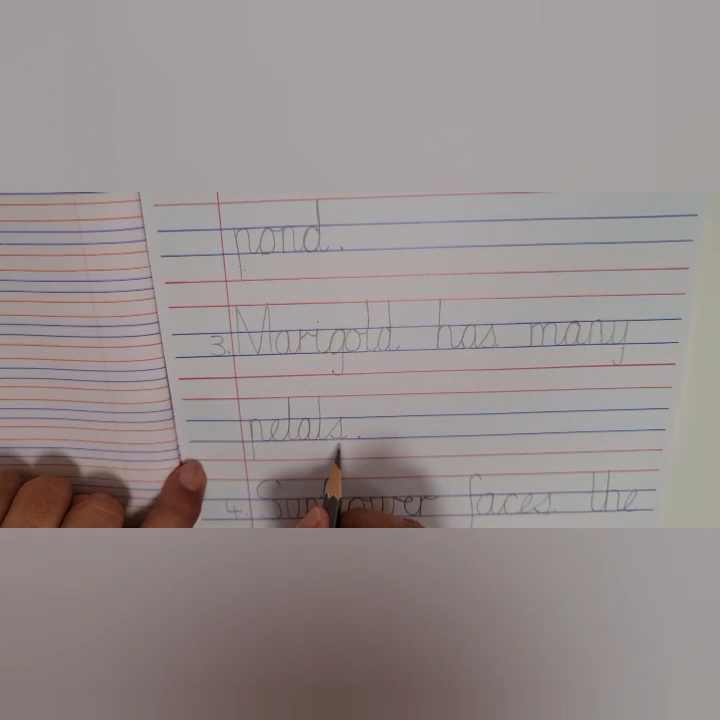 pond.
3. Marigold has many
petals.
4. Sunflower faces the